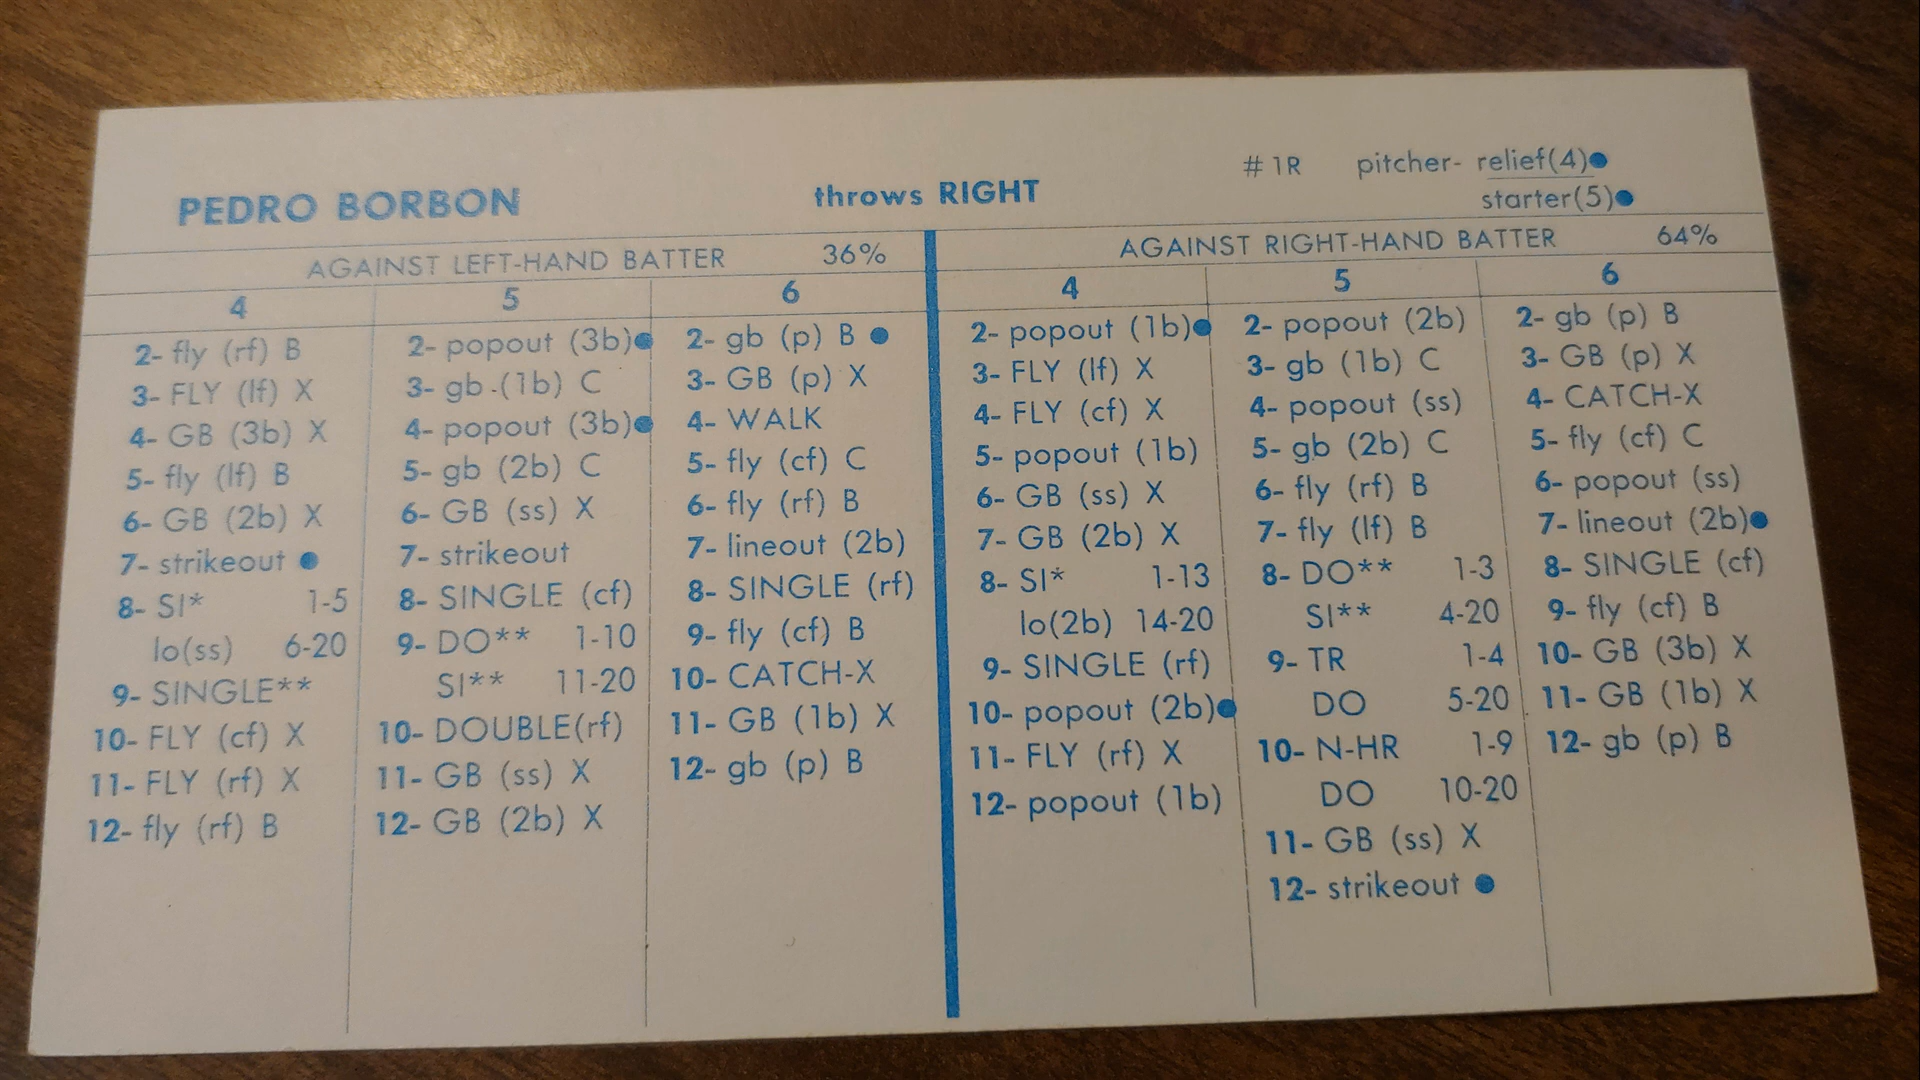 # 1R pitcher- relief(4)●
PEDRO BORBON throws RIGHT starter(5)●
AGAINST LEFT-HAND BATTER 36%
4
2- fly (rf) B
3- FLY (lf) X
4- GB (3b) X
5- fly (lf) B
6- GB (2b) X
7- strikeout ●
8- SI* 1-5
lo(ss) 6-20
9- SINGLE**
10- FLY (cf) X
11- FLY (rf) X
12- fly (rf) B
5
2- popout (3b)●
3- gb (1b) C
4- popout (3b)●
5- gb (2b) C
6- GB (ss) X
7- strikeout
8- SINGLE (cf)
9- DO** 1-10
SI** 11-20
10- DOUBLE(rf)
11- GB (ss) X
12- GB (2b) X
6
2- gb (p) B ●
3- GB (p) X
4- WALK
5- fly (cf) C
6- fly (rf) B
7- lineout (2b)
8- SINGLE (rf)
9- fly (cf) B
10- CATCH-X
11- GB (1b) X
12- gb (p) B
AGAINST RIGHT-HAND BATTER 64%
4
2- popout (1b)●
3- FLY (lf) X
4- FLY (cf) X
5- popout (1b)
6- GB (ss) X
7- GB (2b) X
8- SI* 1-13
lo(2b) 14-20
9- SINGLE (rf)
10- popout (2b)●
11- FLY (rf) X
12- popout (1b)
5
2- popout (2b)
3- gb (1b) C
4- popout (ss)
5- gb (2b) C
6- fly (rf) B
7- fly (lf) B
8- DO** 1-3
SI** 4-20
9- TR 1-4
DO 5-20
10- N-HR 1-9
DO 10-20
11- GB (ss) X
12- strikeout ●
6
2- gb (p) B
3- GB (p) X
4- CATCH-X
5- fly (cf) C
6- popout (ss)
7- lineout (2b)●
8- SINGLE (cf)
9- fly (cf) B
10- GB (3b) X
11- GB (1b) X
12- gb (p) B